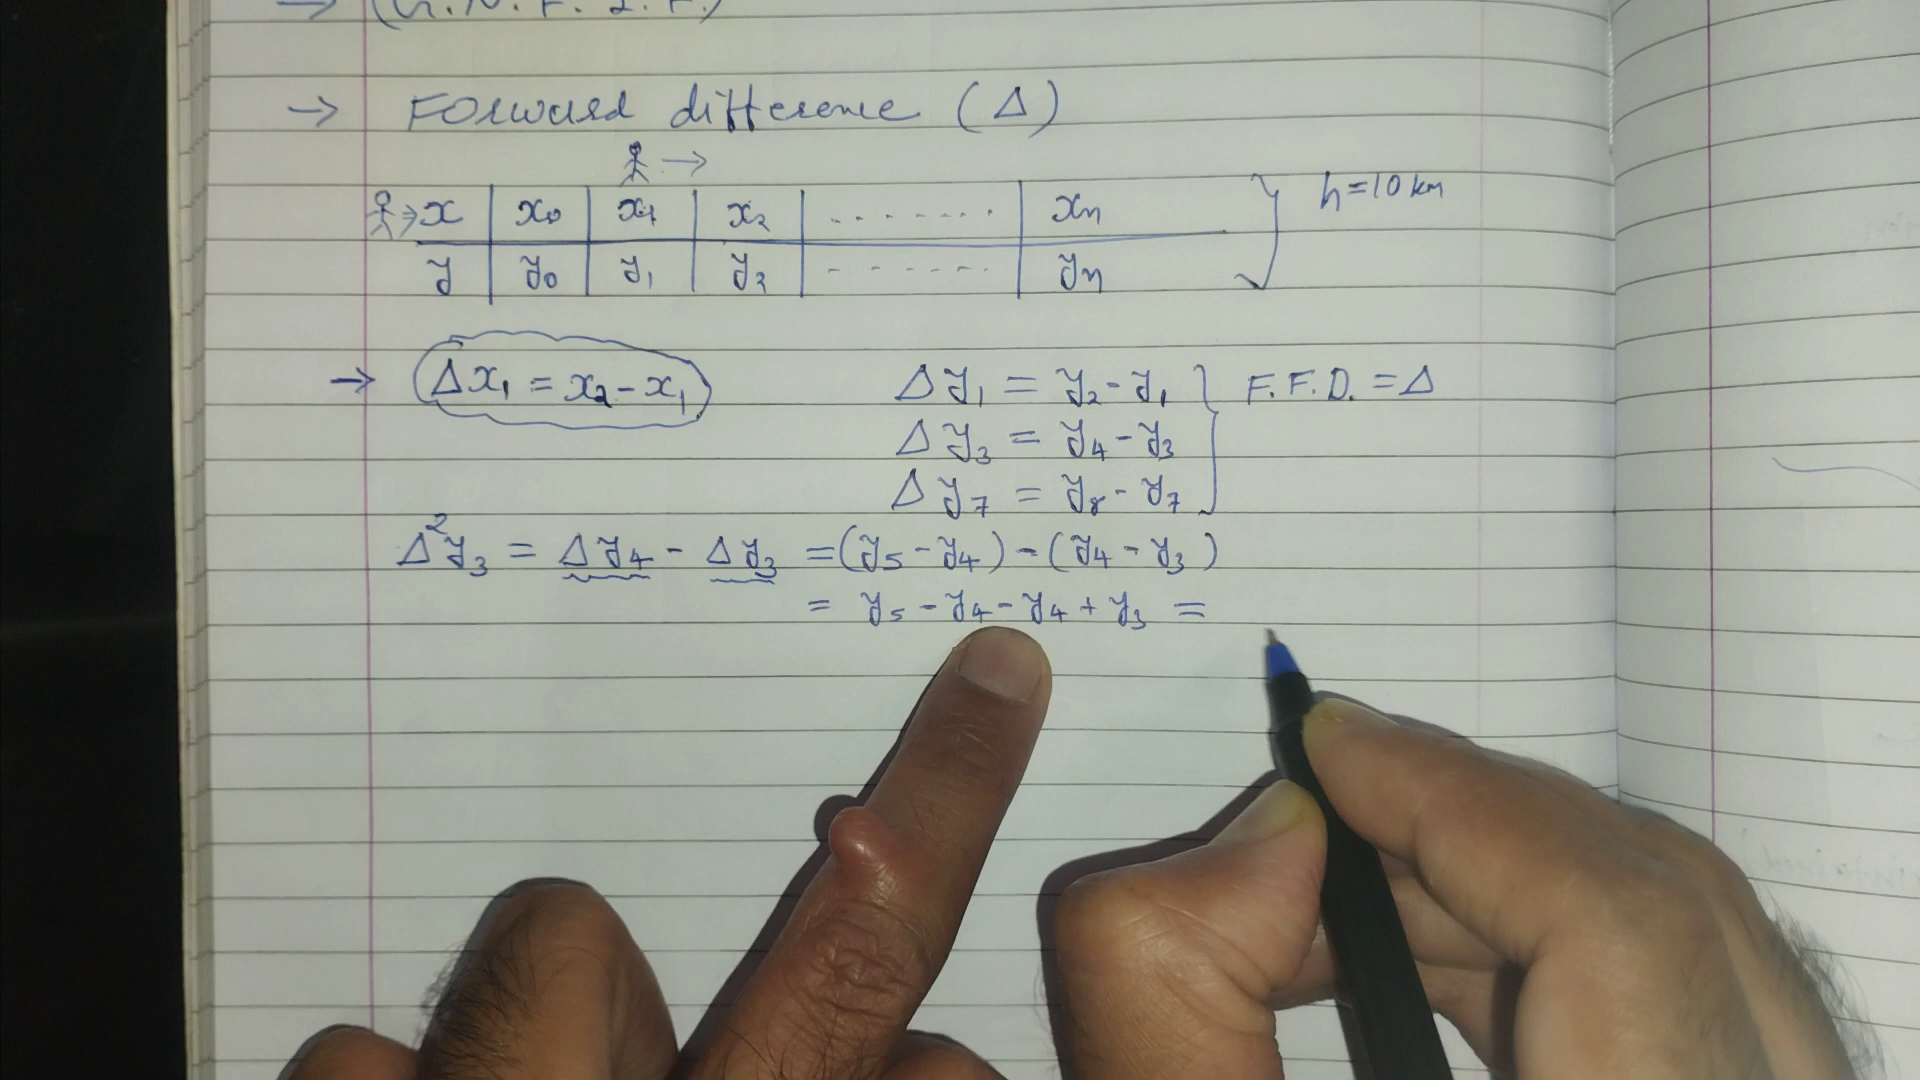 → (G.N.F.I.F.)
→ Forward difference (Δ)
x | x₀ | x₁ | x₂ | ........ | xₙ h=10 km
y | y₀ | y₁ | y₂ | ........ | yₙ
→ Δx₁ = x₂-x₁ Δy₁ = y₂-y₁ } F.F.D. = Δ
Δy₃ = y₄-y₃
Δy₇ = y₈-y₇
Δ²y₃ = Δy₄ - Δy₃ = (y₅-y₄)-(y₄-y₃)
= y₅-y₄-y₄+y₃ =